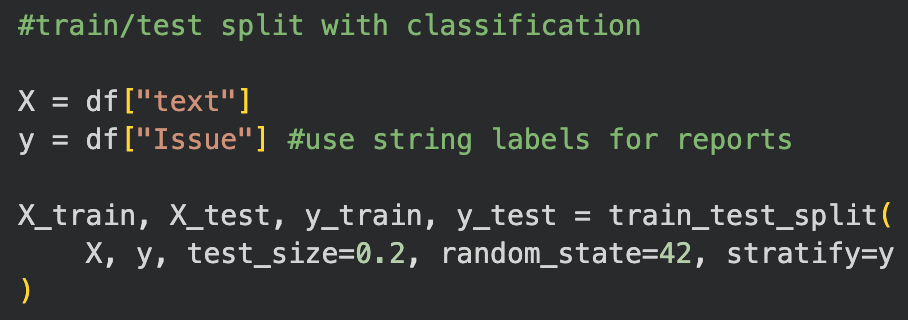 #train/test split with classification
X = df["text"]
y = df["Issue"] #use string labels for reports
X_train, X_test, y_train, y_test = train_test_split(
    X, y, test_size=0.2, random_state=42, stratify=y
)